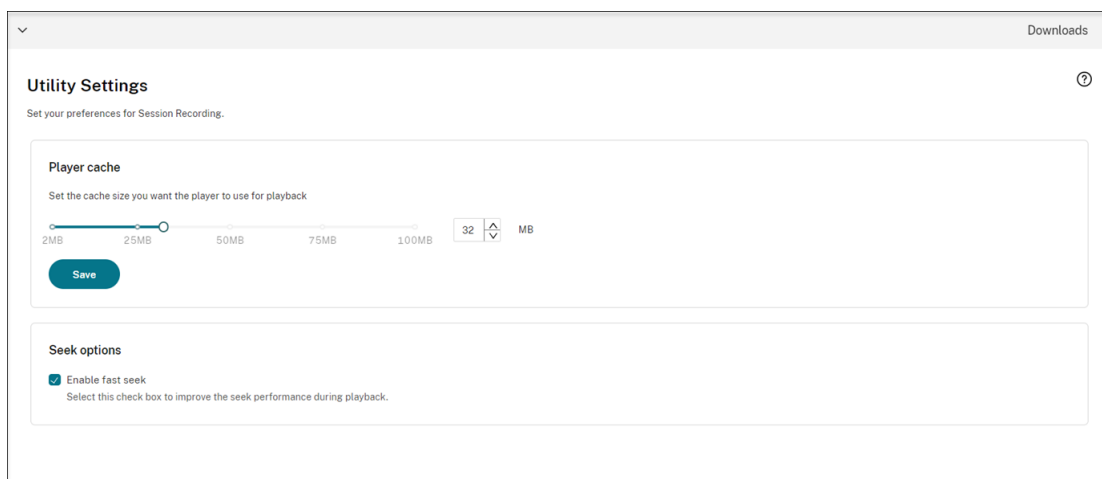 Downloads
Utility Settings
Set your preferences for Session Recording.
Player cache
Set the cache size you want the player to use for playback
32 MB
2MB 25MB 50MB 75MB 100MB
Save
Seek options
Enable fast seek
Select this check box to improve the seek performance during playback.